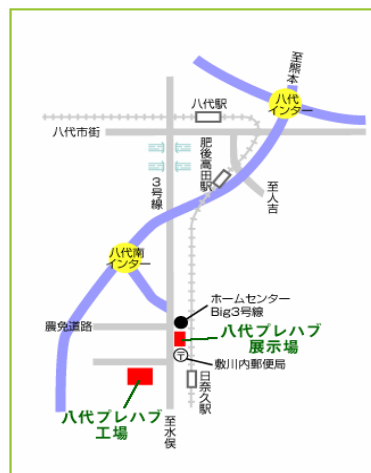 至熊本
八代
インター
八代駅
八代市街
肥後高田駅
3号線
至人吉
八代南
インター
ホームセンター
Big3号線
農免道路
八代プレハブ
展示場
〒
敷川内郵便局
日奈久駅
八代プレハブ
工場
至水俣